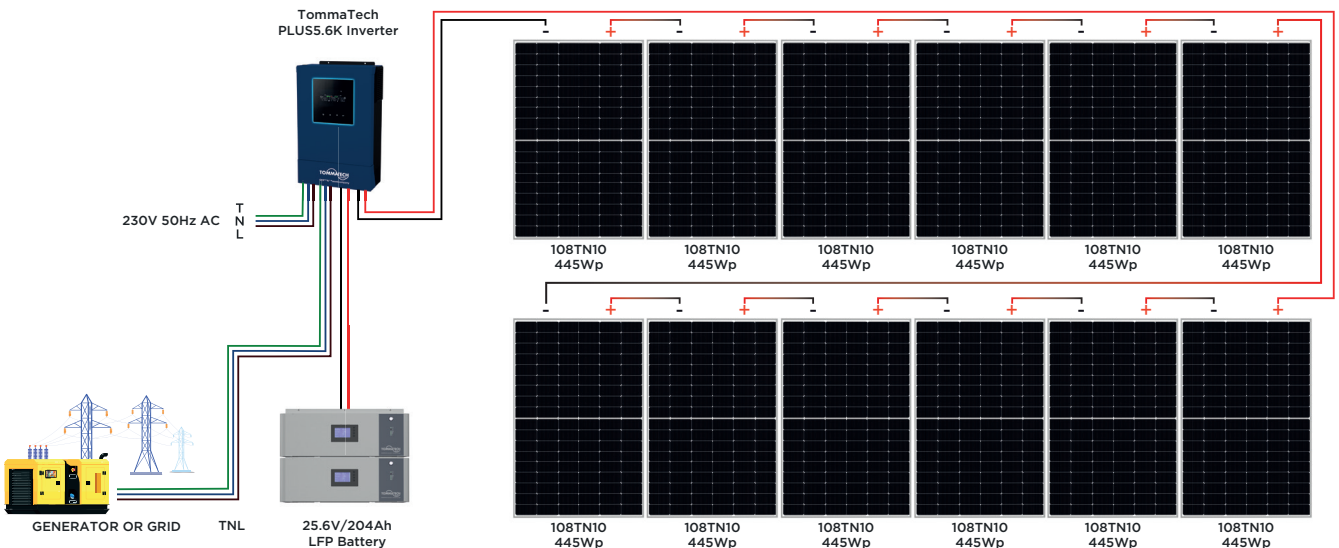 TommaTech
PLUS5.6K Inverter
TOMMATECH
230V 50Hz AC
T
N
L
- + - + - + - + - + - +
108TN10
445Wp
108TN10
445Wp
108TN10
445Wp
108TN10
445Wp
108TN10
445Wp
108TN10
445Wp
- + - + - + - + - + - +
108TN10
445Wp
108TN10
445Wp
108TN10
445Wp
108TN10
445Wp
108TN10
445Wp
108TN10
445Wp
GENERATOR OR GRID
TNL
25.6V/204Ah
LFP Battery